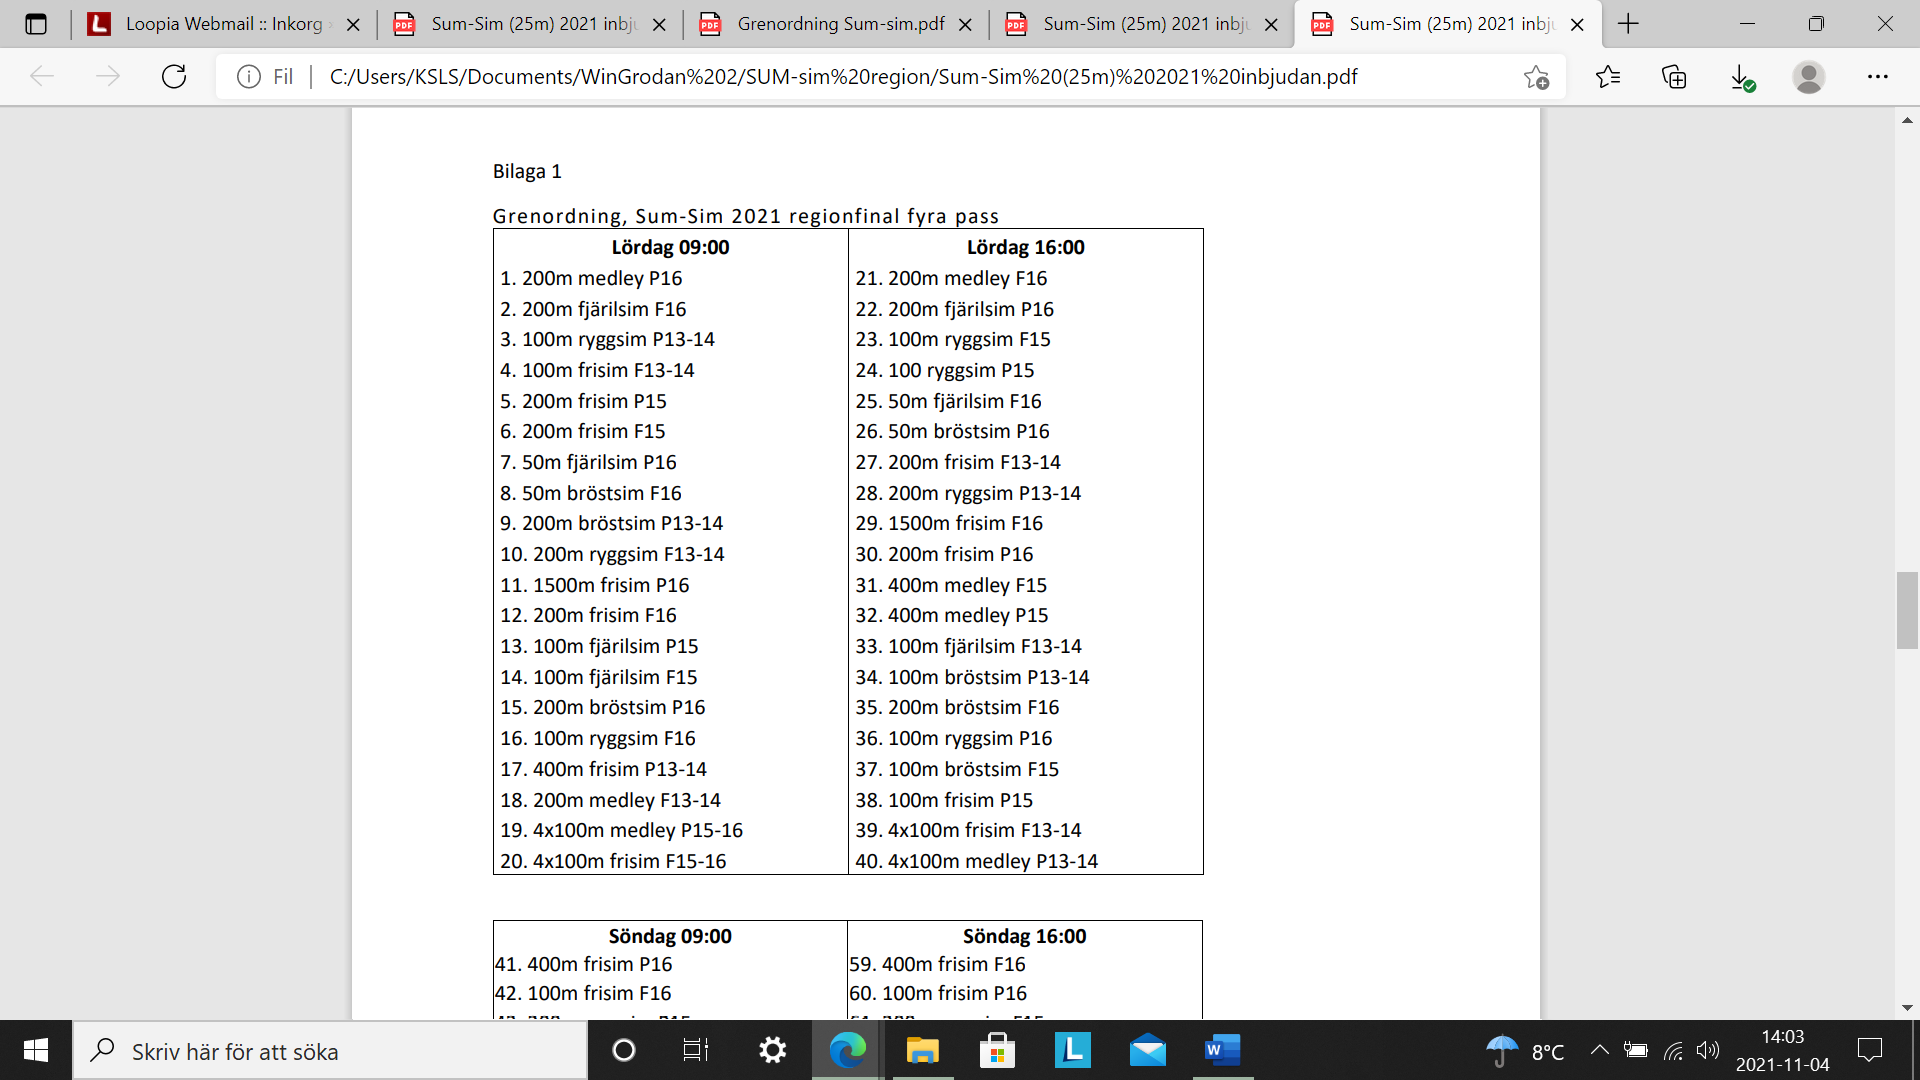 Loopia Webmail :: Inkorg
Sum-Sim (25m) 2021 inbju
Grenordning Sum-sim.pdf
Sum-Sim (25m) 2021 inbju
Sum-Sim (25m) 2021 inbju
Fil
C:/Users/KSLS/Documents/WinGrodan%202/SUM-sim%20region/Sum-Sim%20(25m)%202021%20inbjudan.pdf
Bilaga 1
Grenordning, Sum-Sim 2021 regionfinal fyra pass
Lördag 09:00
1. 200m medley P16
2. 200m fjärilsim F16
3. 100m ryggsim P13-14
4. 100m frisim F13-14
5. 200m frisim P15
6. 200m frisim F15
7. 50m fjärilsim P16
8. 50m bröstsim F16
9. 200m bröstsim P13-14
10. 200m ryggsim F13-14
11. 1500m frisim P16
12. 200m frisim F16
13. 100m fjärilsim P15
14. 100m fjärilsim F15
15. 200m bröstsim P16
16. 100m ryggsim F16
17. 400m frisim P13-14
18. 200m medley F13-14
19. 4x100m medley P15-16
20. 4x100m frisim F15-16
Lördag 16:00
21. 200m medley F16
22. 200m fjärilsim P16
23. 100m ryggsim F15
24. 100 ryggsim P15
25. 50m fjärilsim F16
26. 50m bröstsim P16
27. 200m frisim F13-14
28. 200m ryggsim P13-14
29. 1500m frisim F16
30. 200m frisim P16
31. 400m medley F15
32. 400m medley P15
33. 100m fjärilsim F13-14
34. 100m bröstsim P13-14
35. 200m bröstsim F16
36. 100m ryggsim P16
37. 100m bröstsim F15
38. 100m frisim P15
39. 4x100m frisim F13-14
40. 4x100m medley P13-14
Söndag 09:00
41. 400m frisim P16
42. 100m frisim F16
Söndag 16:00
59. 400m frisim F16
60. 100m frisim P16
Skriv här för att söka
8°C
14:03
2021-11-04